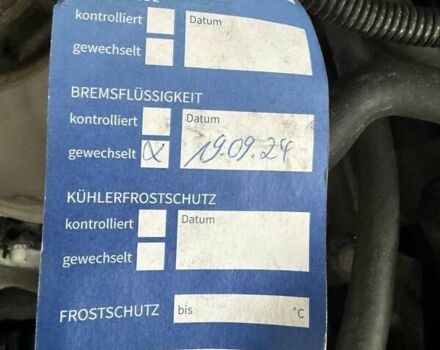 kontrolliert Datum
gewechselt
BREMSFLÜSSIGKEIT
kontrolliert Datum
gewechselt X 19.09.24
KÜHLERFROSTSCHUTZ
kontrolliert Datum
gewechselt
FROSTSCHUTZ bis °C